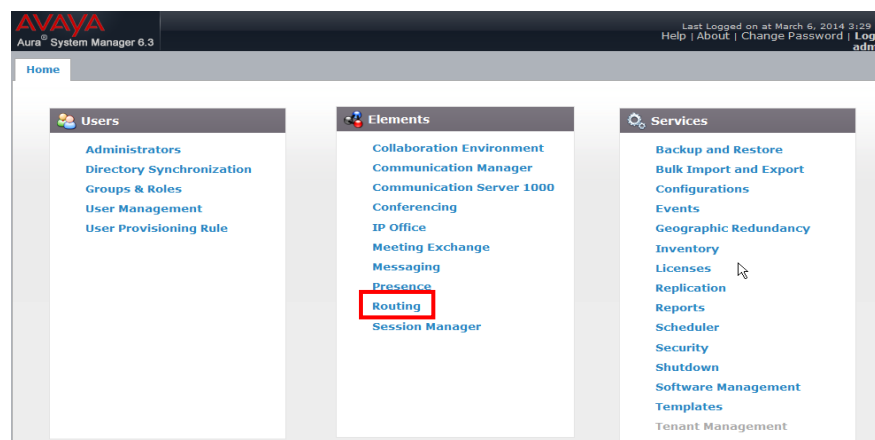 AVAYA
Aura® System Manager 6.3
Last Logged on at March 6, 2014 3:29
Help | About | Change Password | Log
adm
Home
Users
Administrators
Directory Synchronization
Groups & Roles
User Management
User Provisioning Rule
Elements
Collaboration Environment
Communication Manager
Communication Server 1000
Conferencing
IP Office
Meeting Exchange
Messaging
Presence
Routing
Session Manager
Services
Backup and Restore
Bulk Import and Export
Configurations
Events
Geographic Redundancy
Inventory
Licenses
Replication
Reports
Scheduler
Security
Shutdown
Software Management
Templates
Tenant Management